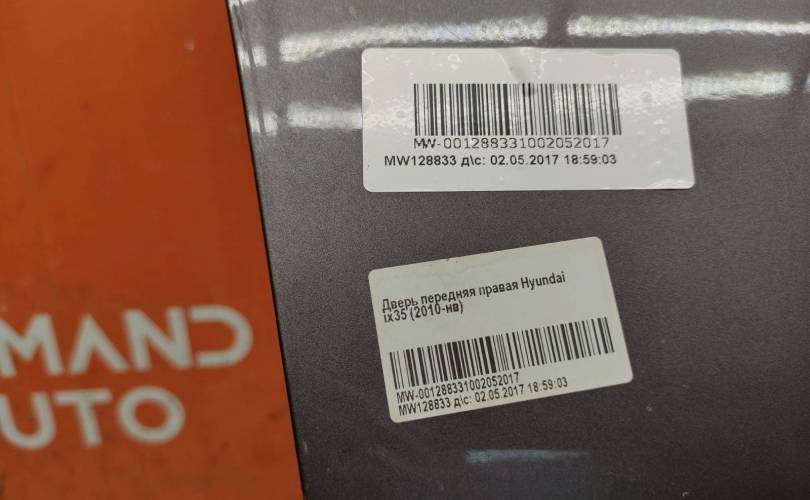 MW-001288331002052017
MW128833 д\с: 02.05.2017 18:59:03
Дверь передняя правая Hyundai
ix35 (2010-нв)
MW-001288331002052017
MW128833 д\с: 02.05.2017 18:59:03
MAND
UTO